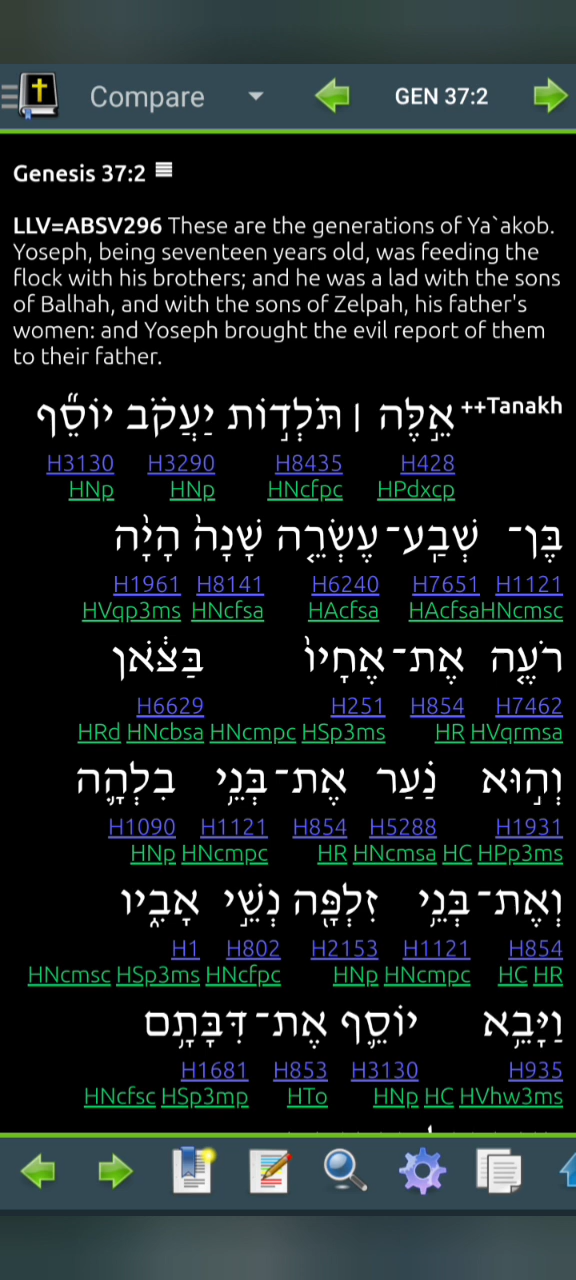 Compare
GEN 37:2
Genesis 37:2
LLV=ABSV296 These are the generations of Ya`akob.
Yoseph, being seventeen years old, was feeding the
flock with his brothers; and he was a lad with the sons
of Balhah, and with the sons of Zelpah, his father's
women: and Yoseph brought the evil report of them
to their father.
++Tanakh אֵ֣לֶּה ׀ תֹּלְד֣וֹת יַעֲקֹ֗ב יוֹסֵ֞ף
H3130 H3290 H8435 H428
HNp HNp HNcfpc HPdxcp
בֶּן־ שְׁבַֽע־ עֶשְׂרֵ֤ה שָׁנָה֙ הָיָ֨ה
H1961 H8141 H6240 H7651 H1121
HVqp3ms HNcfsa HAcfsa HAcfsa HNcmsc
רֹעֶ֤ה אֶת־ אֶחָיו֙ בַּצֹּ֔אן
H6629 H251 H854 H7462
HRd HNcbsa HNcmpc HSp3ms HR HVqrmsa
וְה֣וּא נַ֗עַר אֶת־ בְּנֵ֥י בִלְהָ֛ה
H1090 H1121 H854 H5288 H1931
HNp HNcmpc HR HNcmsa HC HPp3ms
וְאֶת־ בְּנֵ֥י זִלְפָּ֖ה נְשֵׁ֣י אָבִ֑יו
H1 H802 H2153 H1121 H854
HNcmsc HSp3ms HNcfpc HNp HNcmpc HC HR
וַיָּבֵ֥א יוֹסֵ֛ף אֶת־ דִּבָּתָ֥ם
H1681 H853 H3130 H935
HNcfsc HSp3mp HTo HNp HC HVhw3ms